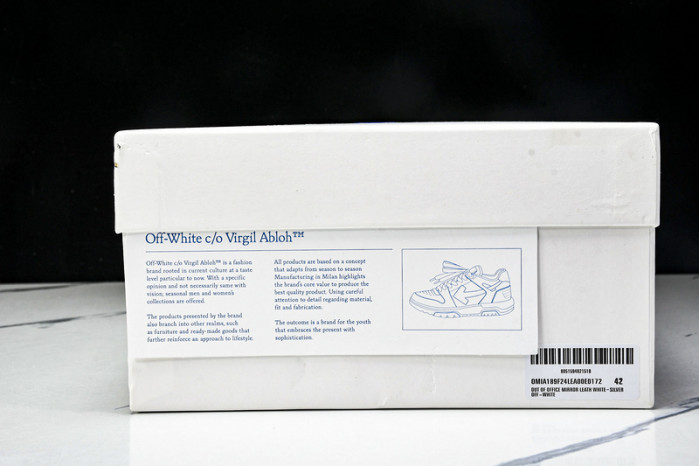 Off-White c/o Virgil Abloh™
Off-White c/o Virgil Abloh™ is a fashion
brand rooted in current culture at a taste
level particular to now. With a specific
opinion and not necessarily same with
vision, seasonal men and women's
collections are offered.
The products presented by the brand
also branch into other realms, such
as furniture and ready-made goods that
further reinforce an approach to lifestyle.
All products are based on a concept
that adapts from season to season
Manufacturing in Milan highlights
the brand's core value to produce the
best quality product. Using careful
attention to detail regarding material,
fit and fabrication.
The outcome is a brand for the youth
that embraces the present with
sophistication.
OMIA189F24LEA00E0172 42
OUT OF OFFICE MIRROR LEATH WHITE-SILVER
OFF-WHITE